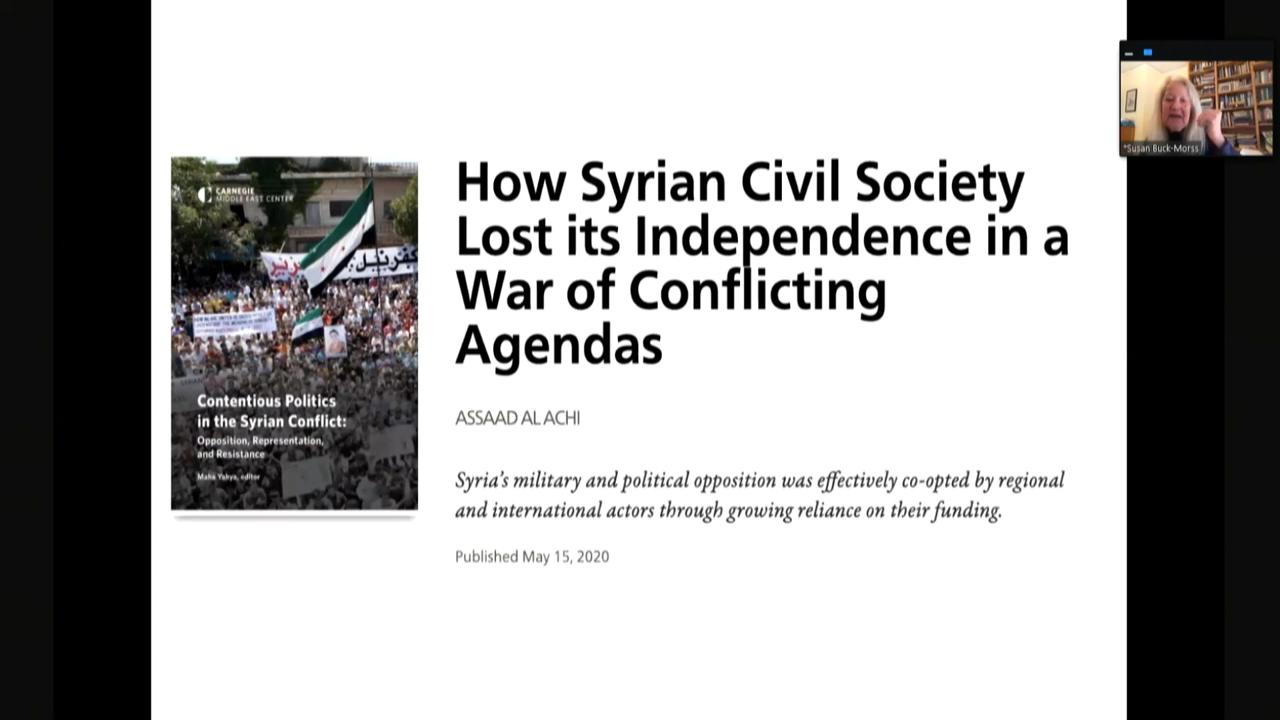 *Susan Buck-Morss
CARNEGIE
MIDDLE EAST CENTER
Contentious Politics
in the Syrian Conflict:
Opposition, Representation,
and Resistance
Maha Yahya, editor
How Syrian Civil Society
Lost its Independence in a
War of Conflicting
Agendas
ASSAAD AL ACHI
Syria's military and political opposition was effectively co-opted by regional
and international actors through growing reliance on their funding.
Published May 15, 2020